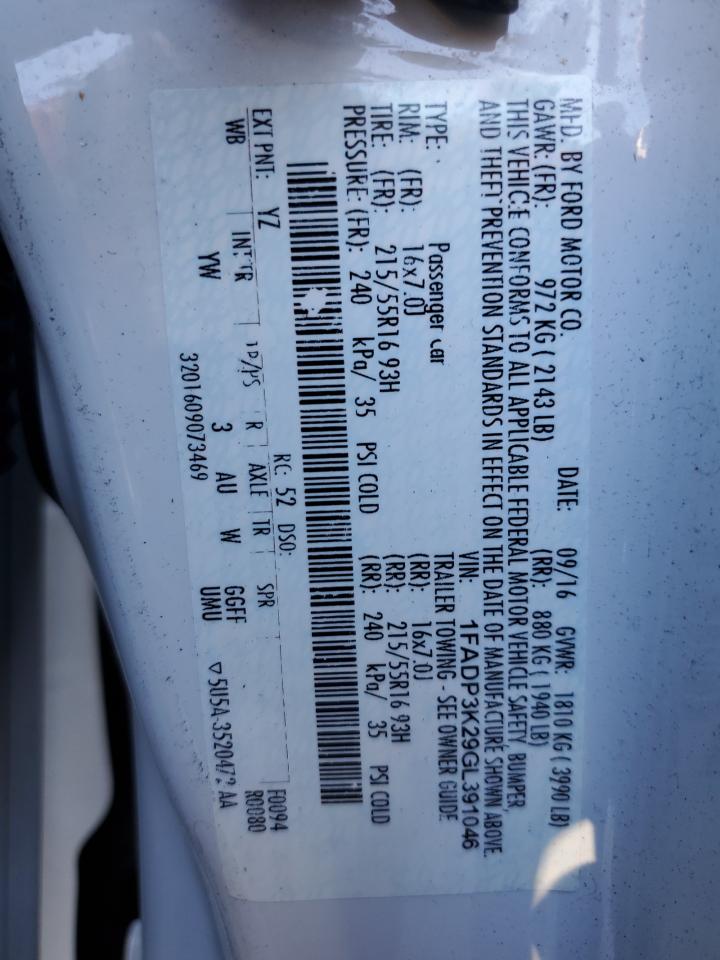 MFD. BY FORD MOTOR CO. DATE: 09/16 GVWR: 1810 KG ( 3990 LB)
GAWR: (FR): 972 KG ( 2143 LB) (RR): 880 KG ( 1940 LB)
THIS VEHICLE CONFORMS TO ALL APPLICABLE FEDERAL MOTOR VEHICLE SAFETY, BUMPER,
AND THEFT PREVENTION STANDARDS IN EFFECT ON THE DATE OF MANUFACTURE SHOWN ABOVE.
VIN: 1FADP3K29GL391046
TYPE: Passenger Car TRAILER TOWING - SEE OWNER GUIDE
RIM: (FR): 16x7.0J (RR): 16x7.0J
TIRE: (FR): 215/55R16 93H (RR): 215/55R16 93H
PRESSURE: (FR): 240 kPa/ 35 PSI COLD (RR): 240 kPa/ 35 PSI COLD
EXT PNT: YZ RC: 52 DSO: F0094
WB INT TR TP/PS R AXLE TR SPR R0080
YW 3 AU W GGFF
UMU
3201609073469 ▽ 5U5A-3520472 AA